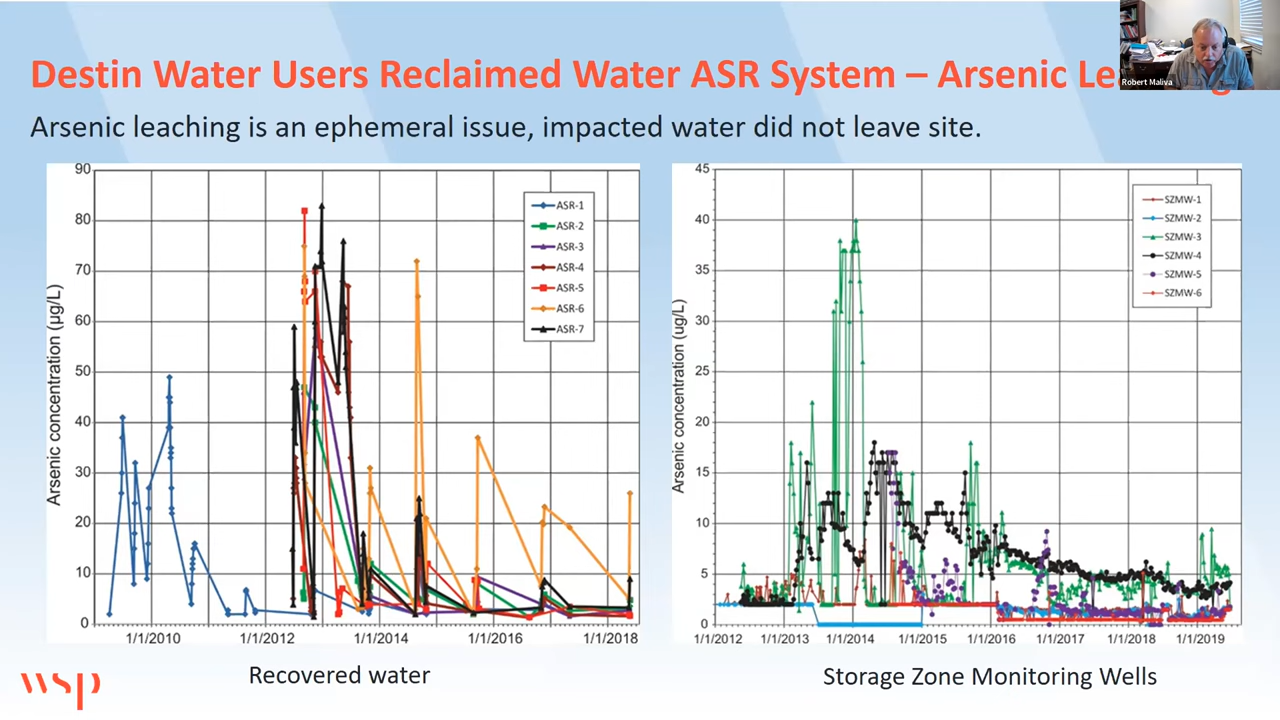 Destin Water Users Reclaimed Water ASR System – Arsenic Le
Robert Maliva
Arsenic leaching is an ephemeral issue, impacted water did not leave site.
Arsenic concentration (µg/L)
90
80
70
60
50
40
30
20
10
0
1/1/2010
1/1/2012
1/1/2014
1/1/2016
1/1/2018
ASR-1
ASR-2
ASR-3
ASR-4
ASR-5
ASR-6
ASR-7
Recovered water
Arsenic concentration (ug/L)
45
40
35
30
25
20
15
10
5
0
1/1/2012
1/1/2013
1/1/2014
1/1/2015
1/1/2016
1/1/2017
1/1/2018
1/1/2019
SZMW-1
SZMW-2
SZMW-3
SZMW-4
SZMW-5
SZMW-6
Storage Zone Monitoring Wells
wsp